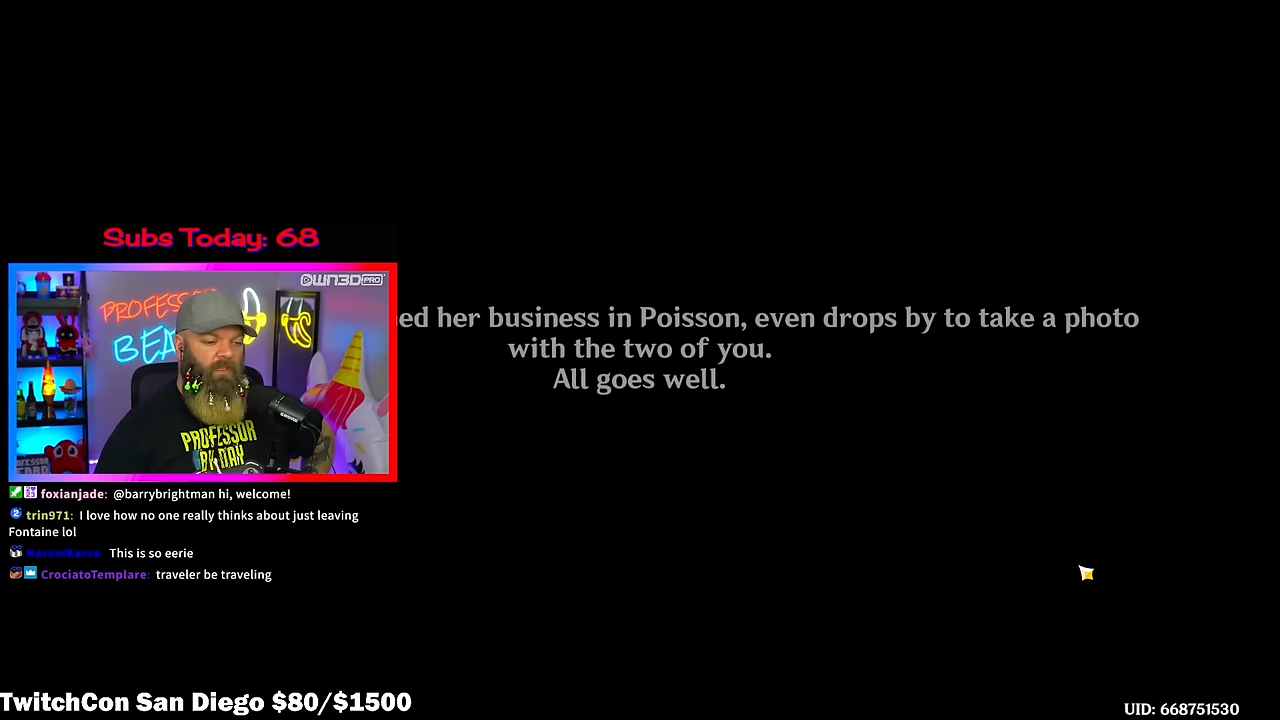 Subs Today: 68
OWN3D PRO
PROFESSOR
BEA
PROFESSOR
BY DAY
ed her business in Poisson, even drops by to take a photo
with the two of you.
All goes well.
foxianjade: @barrybrightman hi, welcome!
trin971: I love how no one really thinks about just leaving
Fontaine lol
This is so eerie
CrociatoTemplare: traveler be traveling
TwitchCon San Diego $80/$1500
UID: 668751530